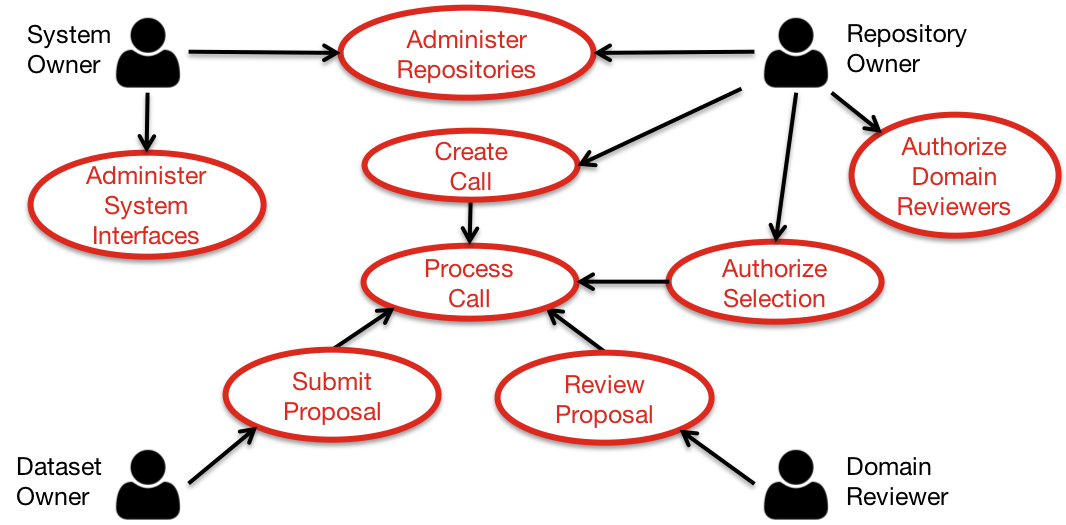 System
Owner
Administer
Repositories
Repository
Owner
Create
Call
Authorize
Domain
Reviewers
Administer
System
Interfaces
Process
Call
Authorize
Selection
Submit
Proposal
Review
Proposal
Dataset
Owner
Domain
Reviewer